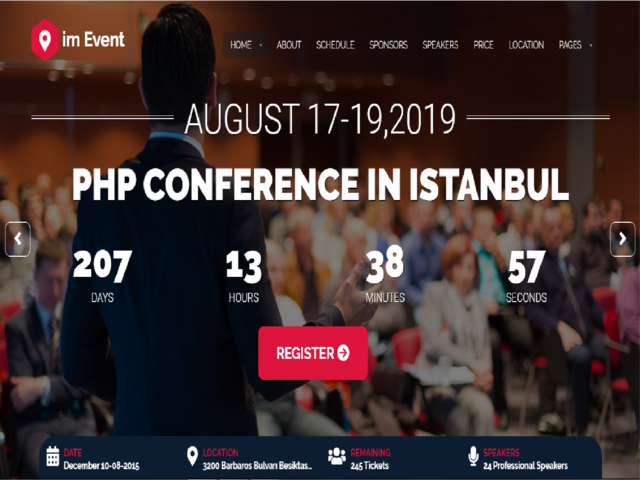 im Event
HOME ABOUT SCHEDULE SPONSORS SPEAKERS PRICE LOCATION PAGES
AUGUST 17-19,2019
PHP CONFERENCE IN ISTANBUL
207 13 38 57
DAYS HOURS MINUTES SECONDS
REGISTER
DATE LOCATION REMAINING SPEAKERS
December 10-08-2015 3200 Barbaros Bulvarı Besiktas... 245 Tickets 24 Professional Speakers